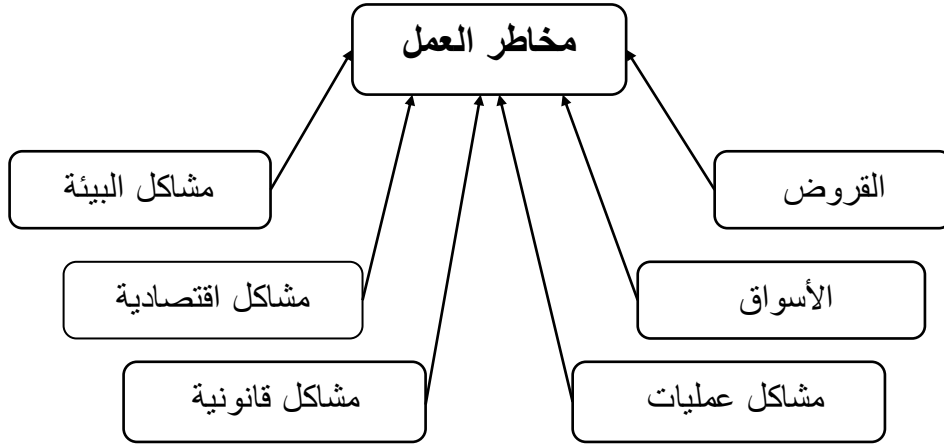 مخاطر العمل
القروض
مشاكل البيئة
الأسواق
مشاكل اقتصادية
مشاكل عمليات
مشاكل قانونية